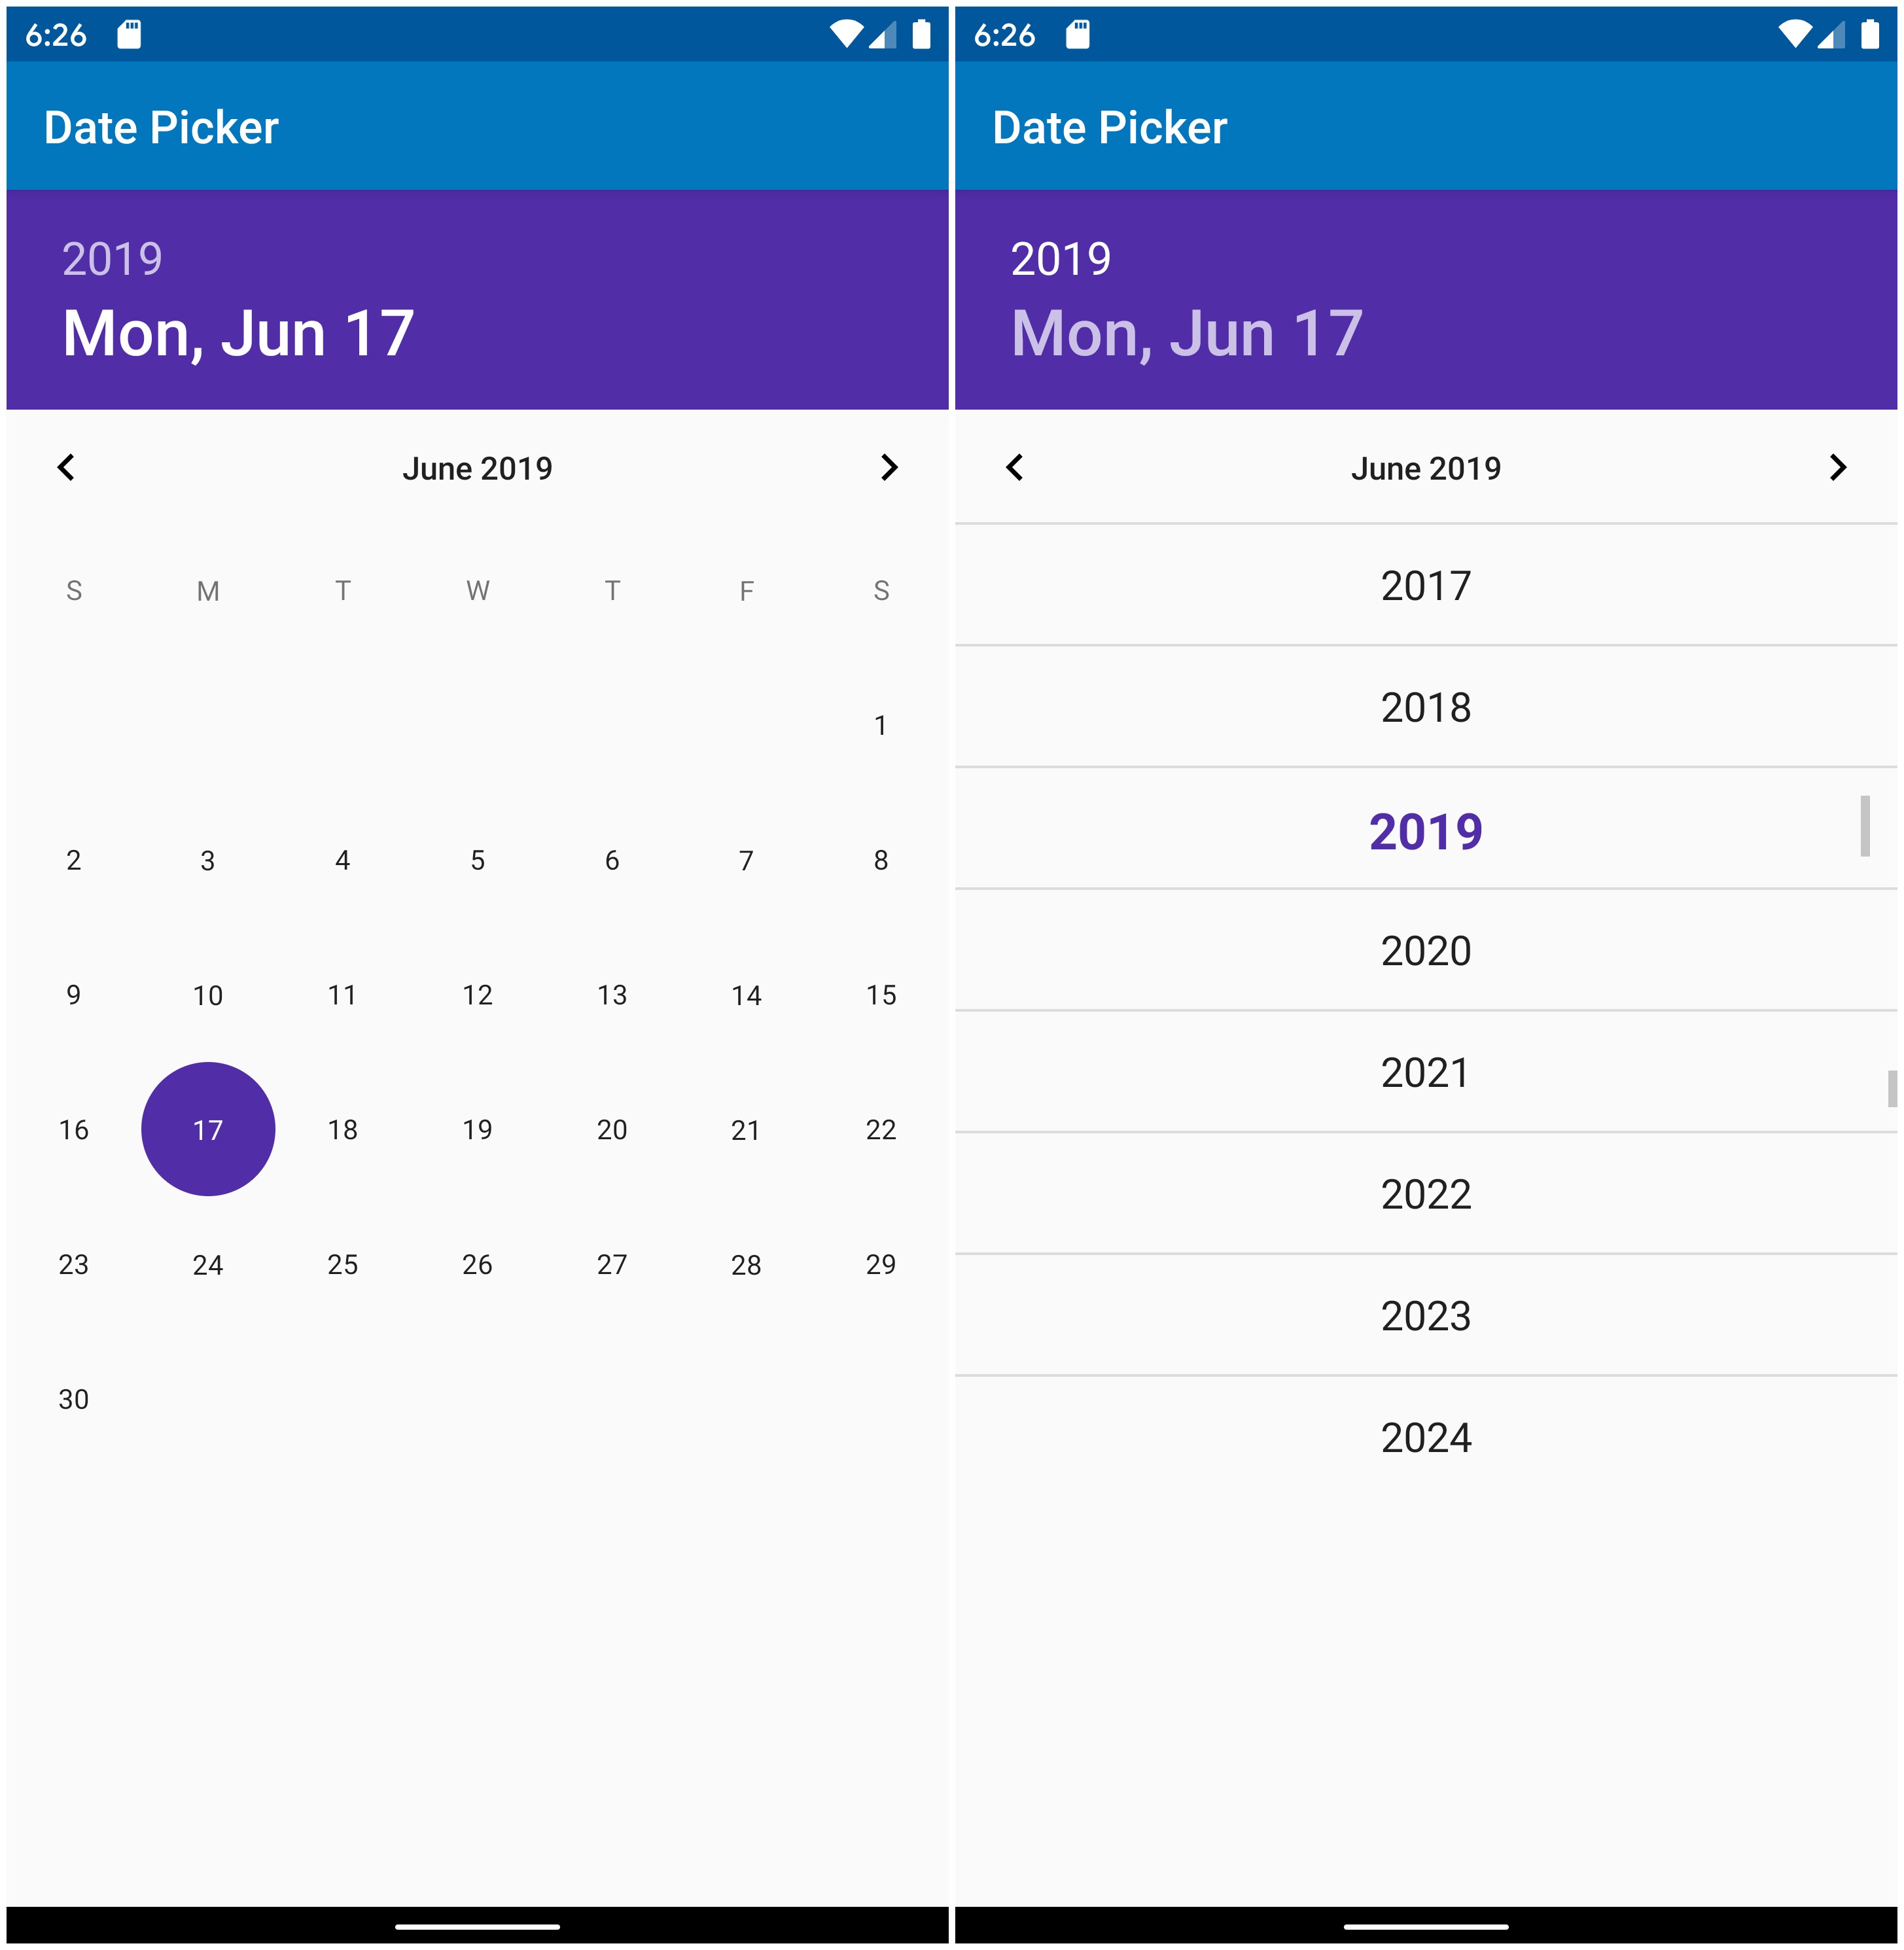 6:26
Date Picker
2019
Mon, Jun 17
June 2019
S M T W T F S
1
2 3 4 5 6 7 8
9 10 11 12 13 14 15
16 17 18 19 20 21 22
23 24 25 26 27 28 29
30
6:26
Date Picker
2019
Mon, Jun 17
June 2019
2017
2018
2019
2020
2021
2022
2023
2024